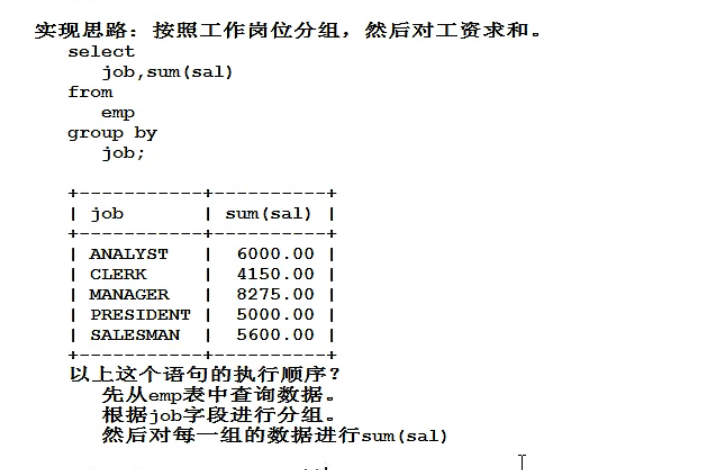 实现思路：按照工作岗位分组，然后对工资求和。
select
job,sum(sal)
from
emp
group by
job;
+-----------+----------+
| job | sum(sal) |
+-----------+----------+
| ANALYST | 6000.00 |
| CLERK | 4150.00 |
| MANAGER | 8275.00 |
| PRESIDENT | 5000.00 |
| SALESMAN | 5600.00 |
+-----------+----------+
以上这个语句的执行顺序？
先从emp表中查询数据。
根据job字段进行分组。
然后对每一组的数据进行sum(sal)